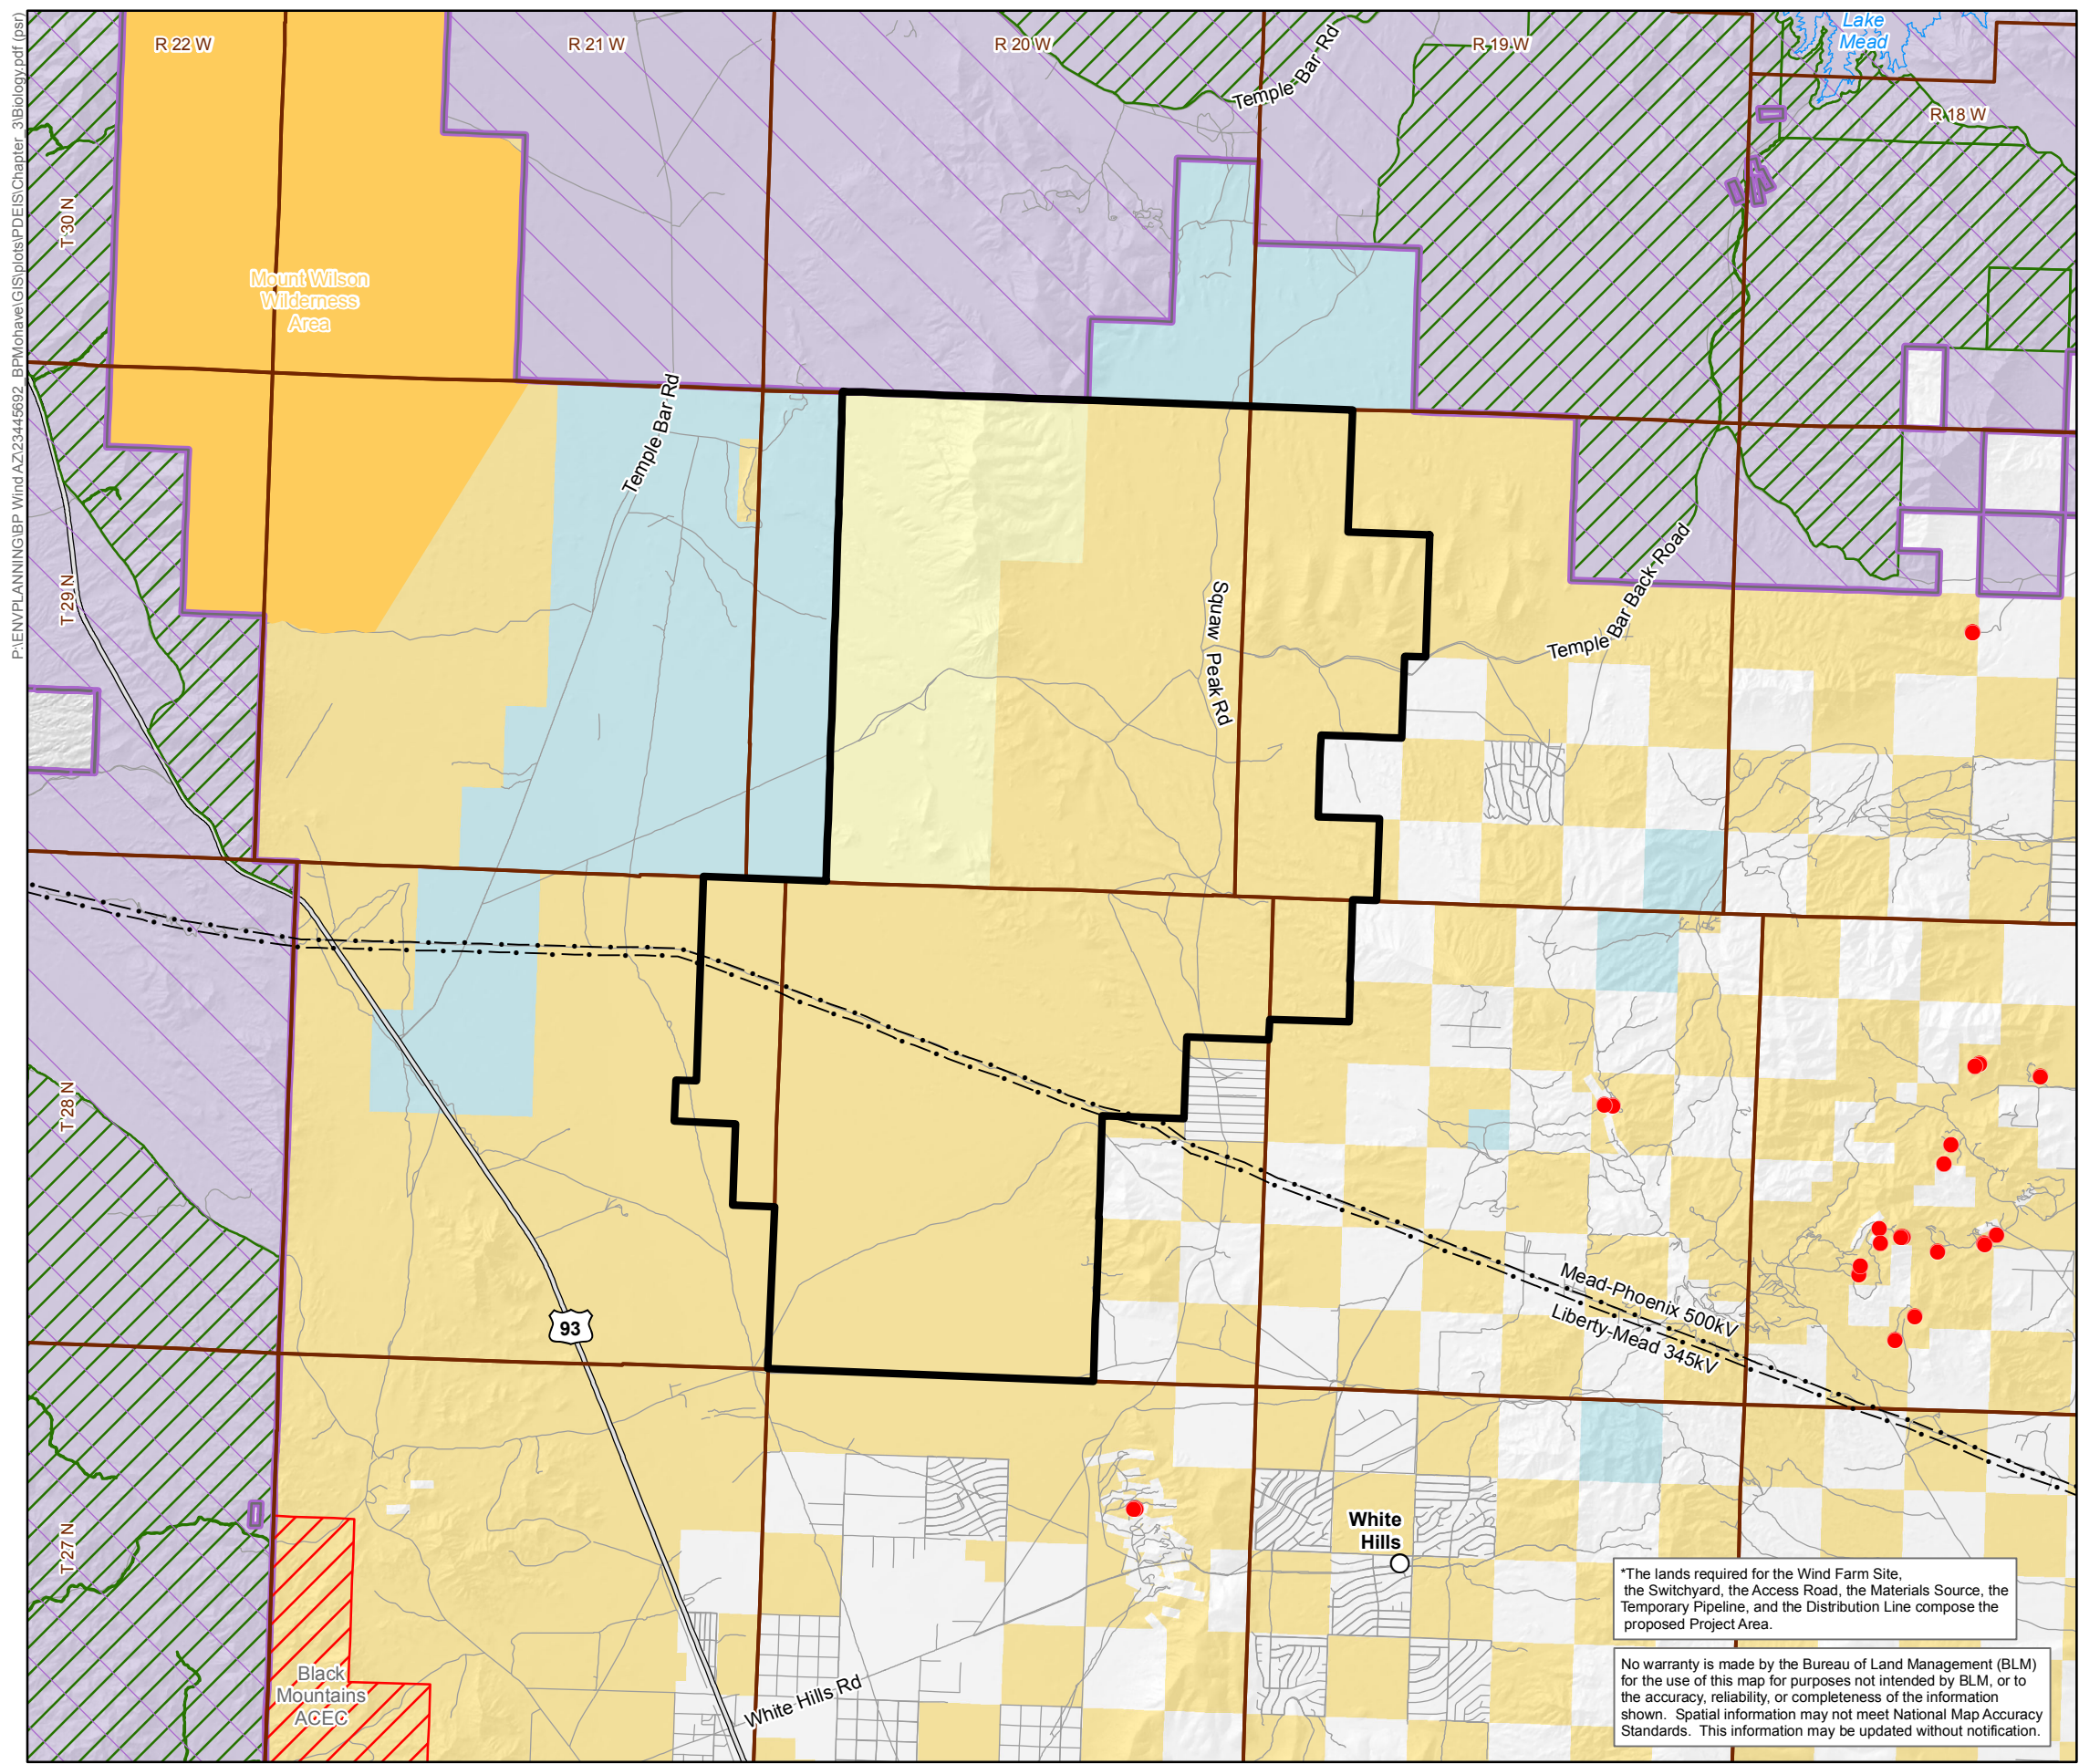 P:\ENVPLANNING\BP Wind AZ\23445692_BPMohave\GIS\plots\PDEIS\Chapter_3\Biology.pdf (psr)
R 22 W
R 21 W
R 20 W
Temple Bar Rd
R 19 W
Lake
Mead
R 18 W
T 30 N
Mount Wilson
Wilderness
Area
Temple Bar Rd
T 29 N
Squaw Peak Rd
Temple Bar Back Road
T 28 N
93
Mead-Phoenix 500kV
Liberty-Mead 345kV
T 27 N
White
Hills
Black
Mountains
ACEC
White Hills Rd
*The lands required for the Wind Farm Site,
the Switchyard, the Access Road, the Materials Source, the
Temporary Pipeline, and the Distribution Line compose the
proposed Project Area.
No warranty is made by the Bureau of Land Management (BLM)
for the use of this map for purposes not intended by BLM, or to
the accuracy, reliability, or completeness of the information
shown. Spatial information may not meet National Map Accuracy
Standards. This information may be updated without notification.